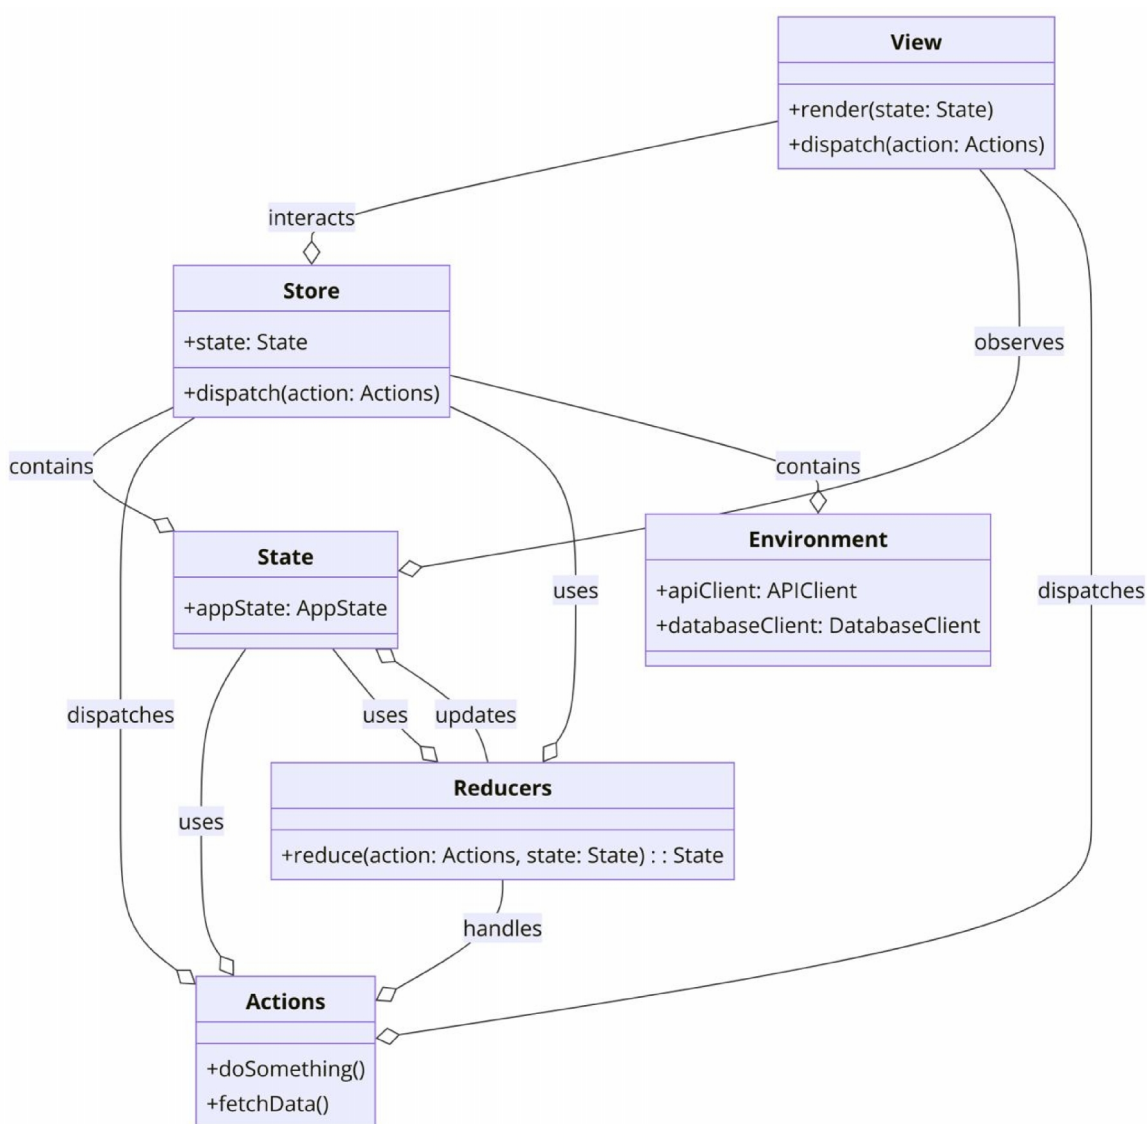 View
+render(state: State)
+dispatch(action: Actions)
interacts
Store
+state: State
+dispatch(action: Actions)
observes
contains
contains
State
+appState: AppState
Environment
+apiClient: APIClient
+databaseClient: DatabaseClient
uses
dispatches
dispatches
uses
updates
Reducers
+reduce(action: Actions, state: State) : : State
uses
handles
Actions
+doSomething()
+fetchData()